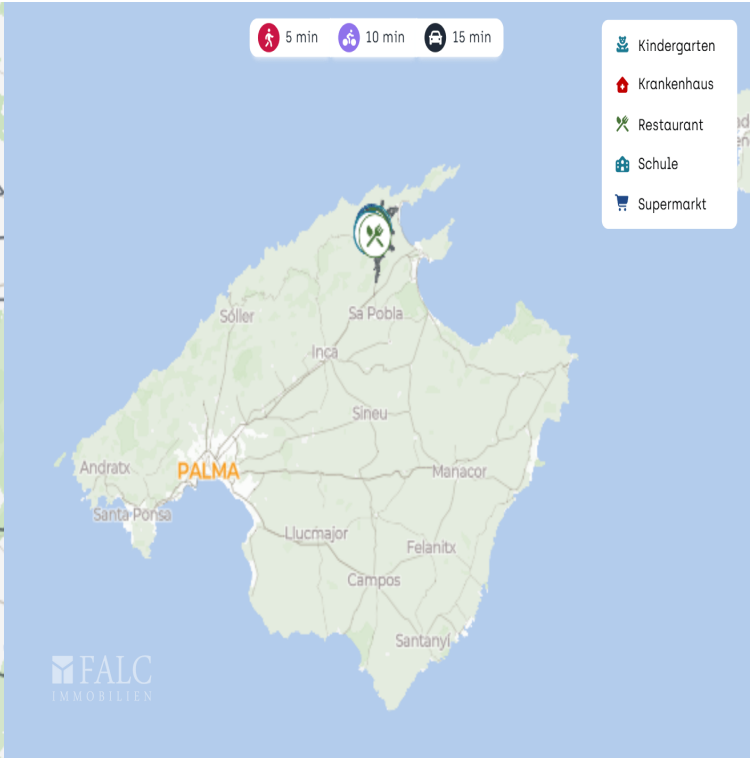 5 min
10 min
15 min
Kindergarten
Krankenhaus
Restaurant
Schule
Supermarkt
Sóller
Sa Pobla
Inca
Sineu
Andratx
PALMA
Manacor
Santa Ponsa
Llucmajor
Felanitx
Campos
Santanyí
FALC
IMMOBILIEN